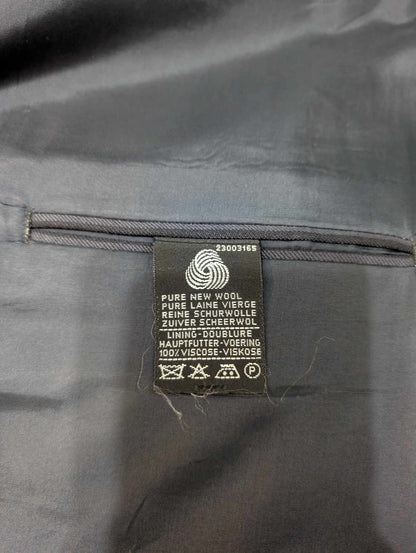 23003165
PURE NEW WOOL
PURE LAINE VIERGE
REINE SCHURWOLLE
ZUIVER SCHEERWOL
LINING-DOUBLURE
HAUPTFUTTER-VOERING
100% VISCOSE-VISKOSE
P